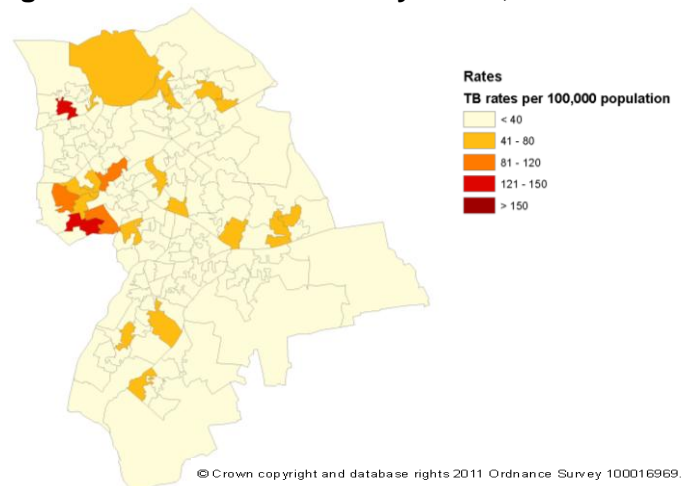 Rates
TB rates per 100,000 population
< 40
41 - 80
81 - 120
121 - 150
> 150
© Crown copyright and database rights 2011 Ordnance Survey 100016969.